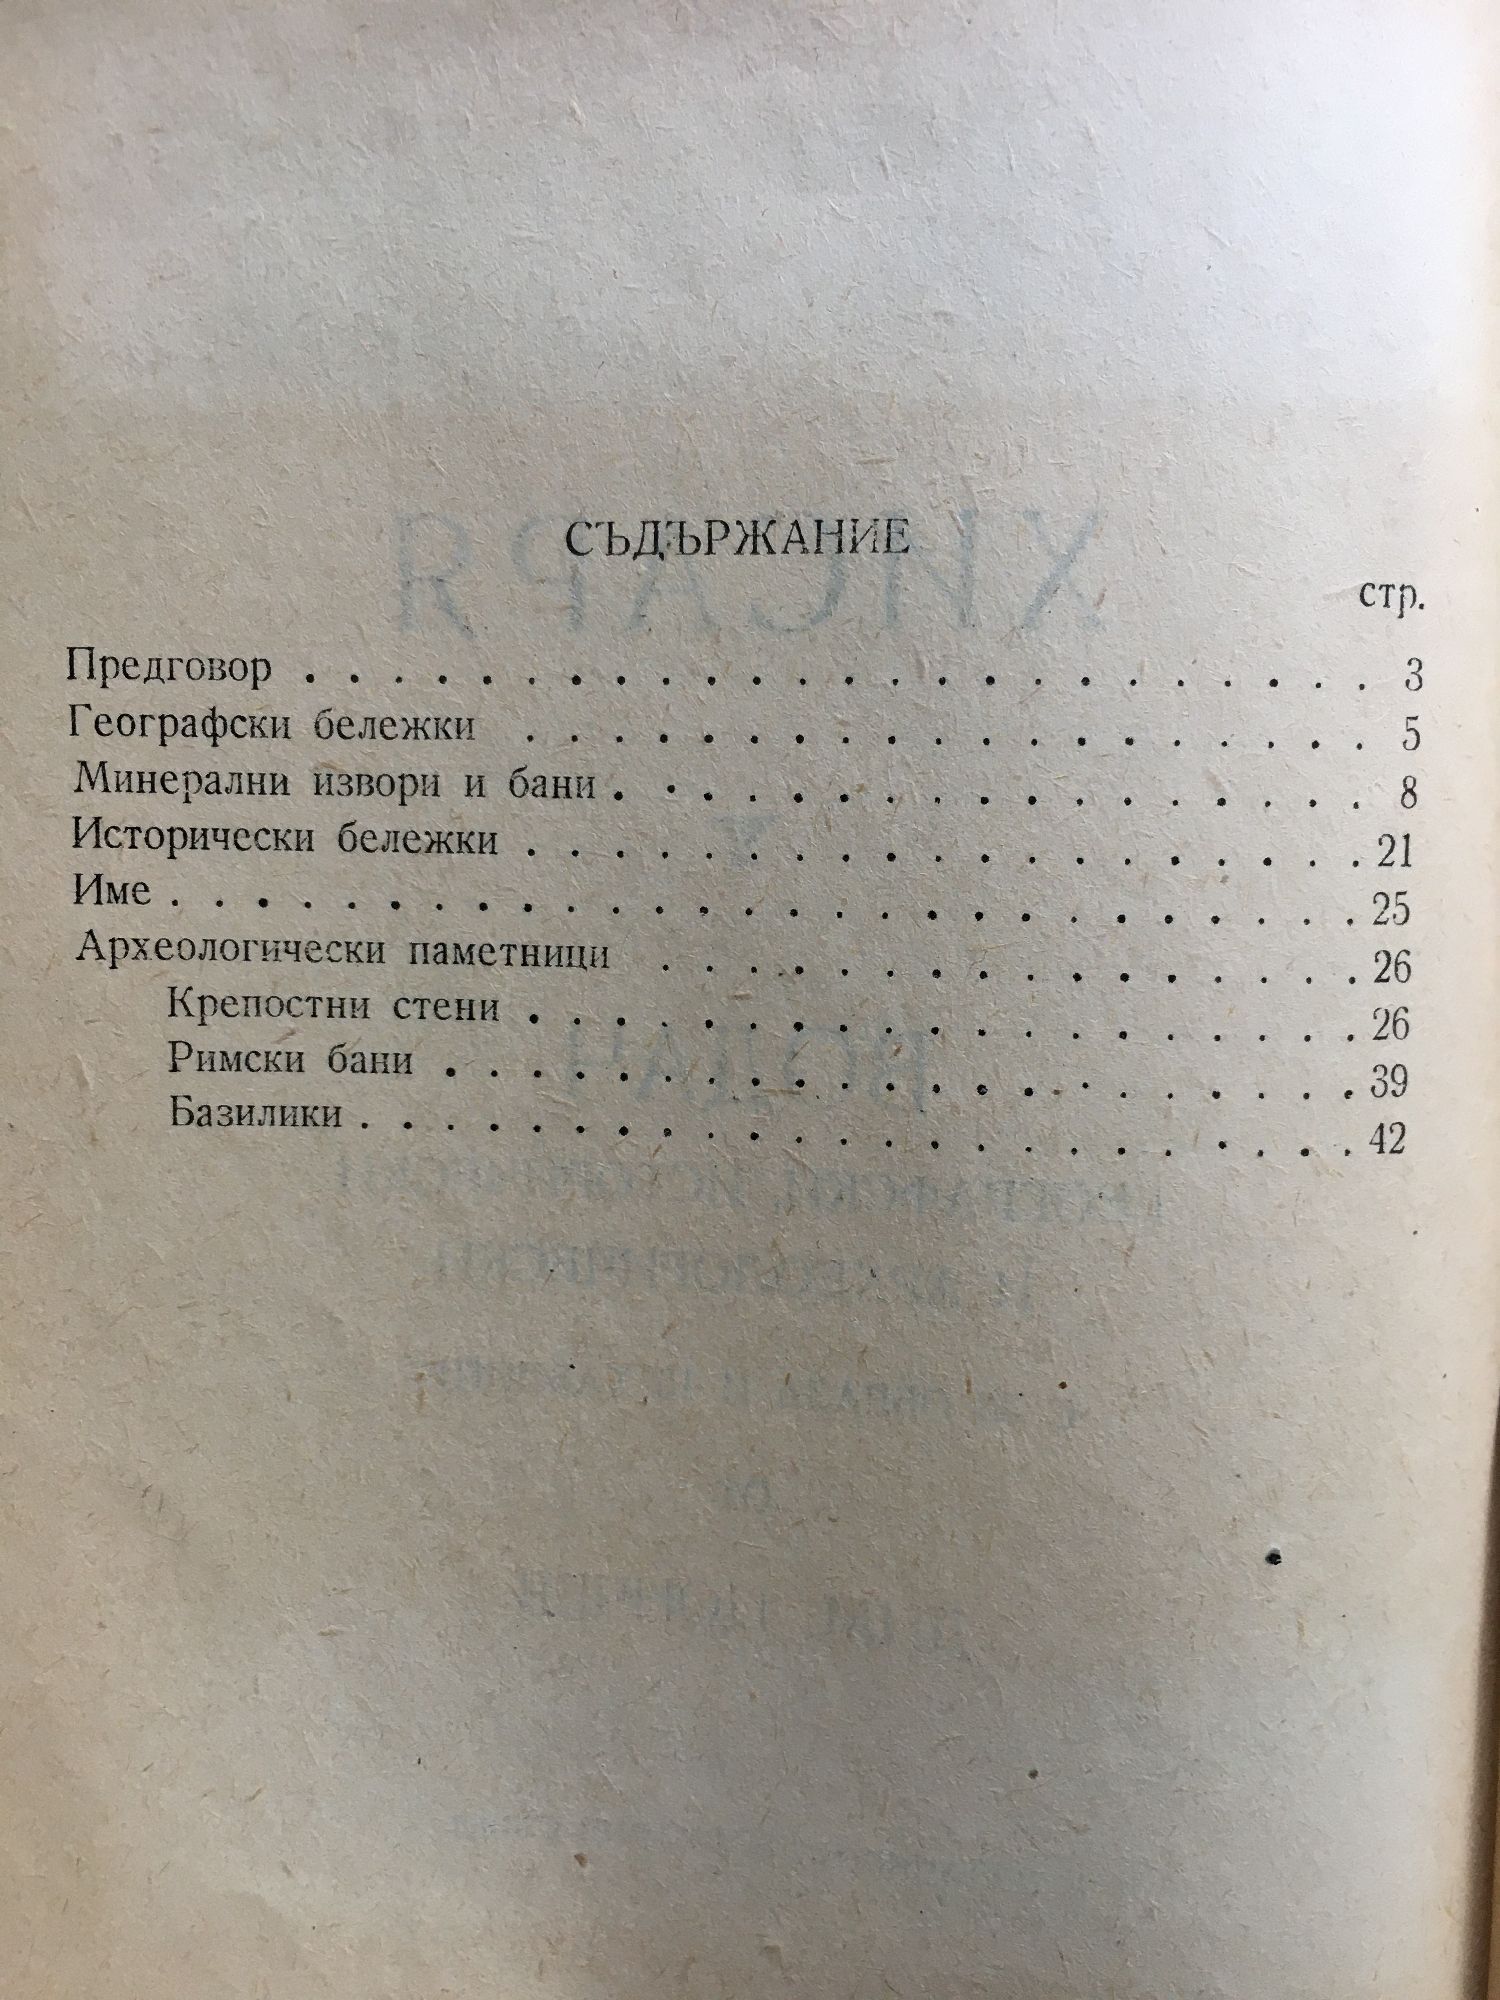 СЪДЪРЖАНИЕ
стр.
Предговор . . . . . . . . . . . . . . . . . . . . . . . . 3
Географски бележки . . . . . . . . . . . . . . . . . . . 5
Минерални извори и бани . . . . . . . . . . . . . . . . . 8
Исторически бележки . . . . . . . . . . . . . . . . . . . 21
Име . . . . . . . . . . . . . . . . . . . . . . . . . . . 25
Археологически паметници . . . . . . . . . . . . . . . . 26
Крепостни стени . . . . . . . . . . . . . . . . . . . 26
Римски бани . . . . . . . . . . . . . . . . . . . . . 39
Базилики . . . . . . . . . . . . . . . . . . . . . . . 42